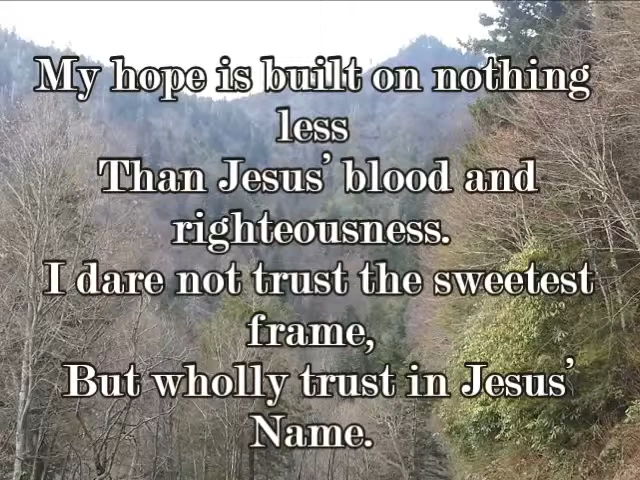 My hope is built on nothing
less
Than Jesus’ blood and
righteousness.
I dare not trust the sweetest
frame,
But wholly trust in Jesus’
Name.